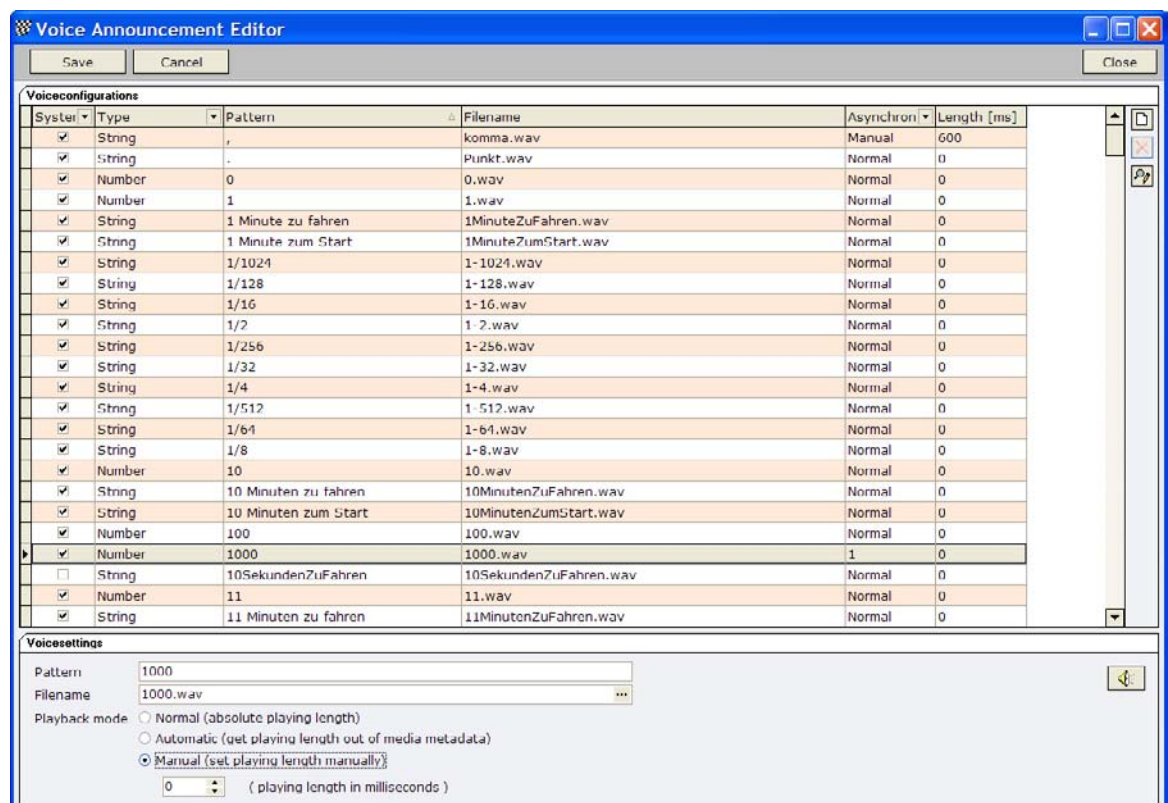 Voice Announcement Editor
Save Cancel Close
Voiceconfigurations
System Type Pattern Filename Asynchron Length [ms]
String , komma.wav Manual 600
String . Punkt.wav Normal 0
Number 0 0.wav Normal 0
Number 1 1.wav Normal 0
String 1 Minute zu fahren 1MinuteZuFahren.wav Normal 0
String 1 Minute zum Start 1MinuteZumStart.wav Normal 0
String 1/1024 1-1024.wav Normal 0
String 1/128 1-128.wav Normal 0
String 1/16 1-16.wav Normal 0
String 1/2 1-2.wav Normal 0
String 1/256 1-256.wav Normal 0
String 1/32 1-32.wav Normal 0
String 1/4 1-4.wav Normal 0
String 1/512 1-512.wav Normal 0
String 1/64 1-64.wav Normal 0
String 1/8 1-8.wav Normal 0
Number 10 10.wav Normal 0
String 10 Minuten zu fahren 10MinutenZuFahren.wav Normal 0
String 10 Minuten zum Start 10MinutenZumStart.wav Normal 0
Number 100 100.wav Normal 0
Number 1000 1000.wav 1 0
String 10SekundenZuFahren 10SekundenZuFahren.wav Normal 0
Number 11 11.wav Normal 0
String 11 Minuten zu fahren 11MinutenZuFahren.wav Normal 0
Voicesettings
Pattern 1000
Filename 1000.wav ...
Playback mode Normal (absolute playing length)
Automatic (get playing length out of media metadata)
Manual (set playing length manually)
0 ( playing length in milliseconds )